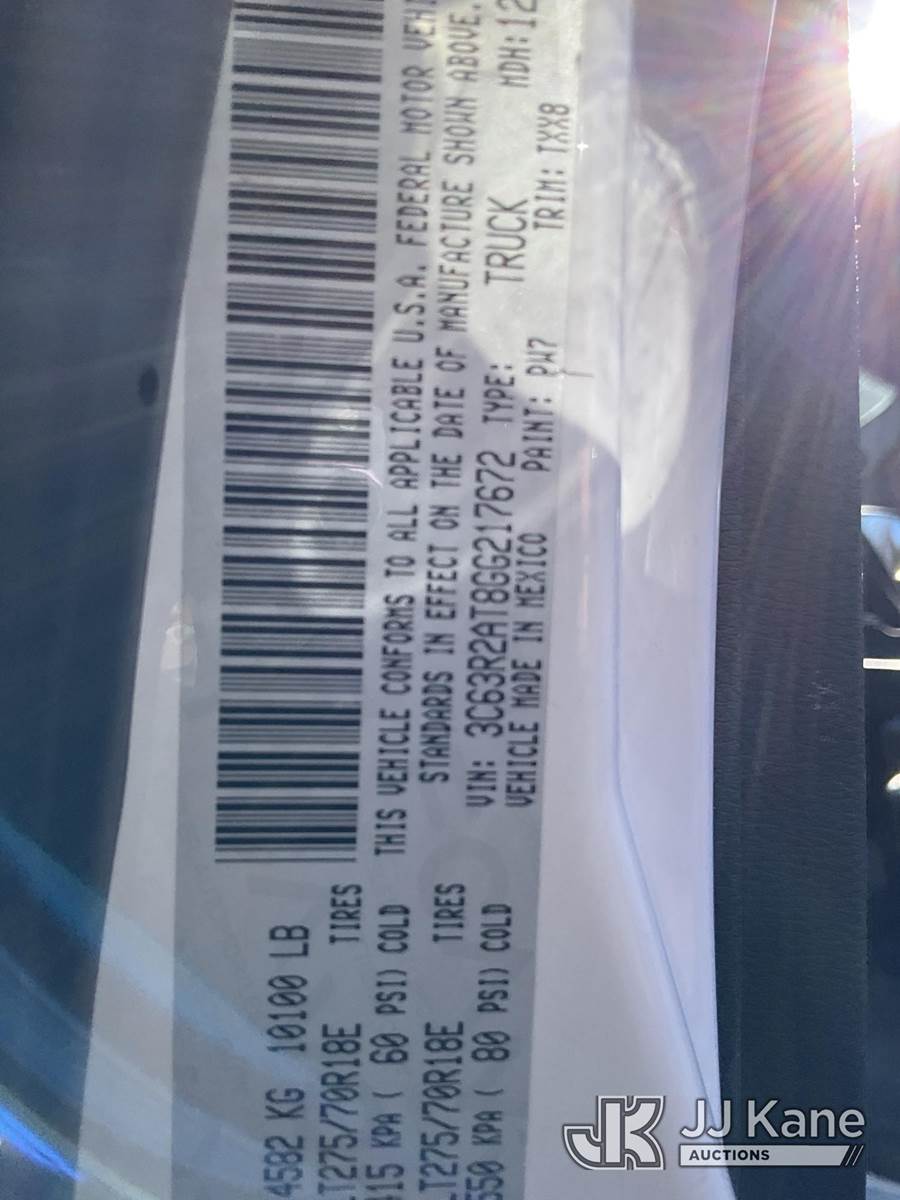 4582 KG 10100 LB
LT275/70R18E TIRES
415 KPA ( 60 PSI) COLD
LT275/70R18E TIRES
550 KPA ( 80 PSI) COLD
THIS VEHICLE CONFORMS TO ALL APPLICABLE U.S.A. FEDERAL MOTOR
STANDARDS IN EFFECT ON THE DATE OF MANUFACTURE SHOWN ABOVE.
VIN: 3C63R2AT8GG217672 TYPE: TRUCK MDH: 12
VEHICLE MADE IN MEXICO PAINT: PW7 TRIM: TXX8
JK JJ Kane
AUCTIONS